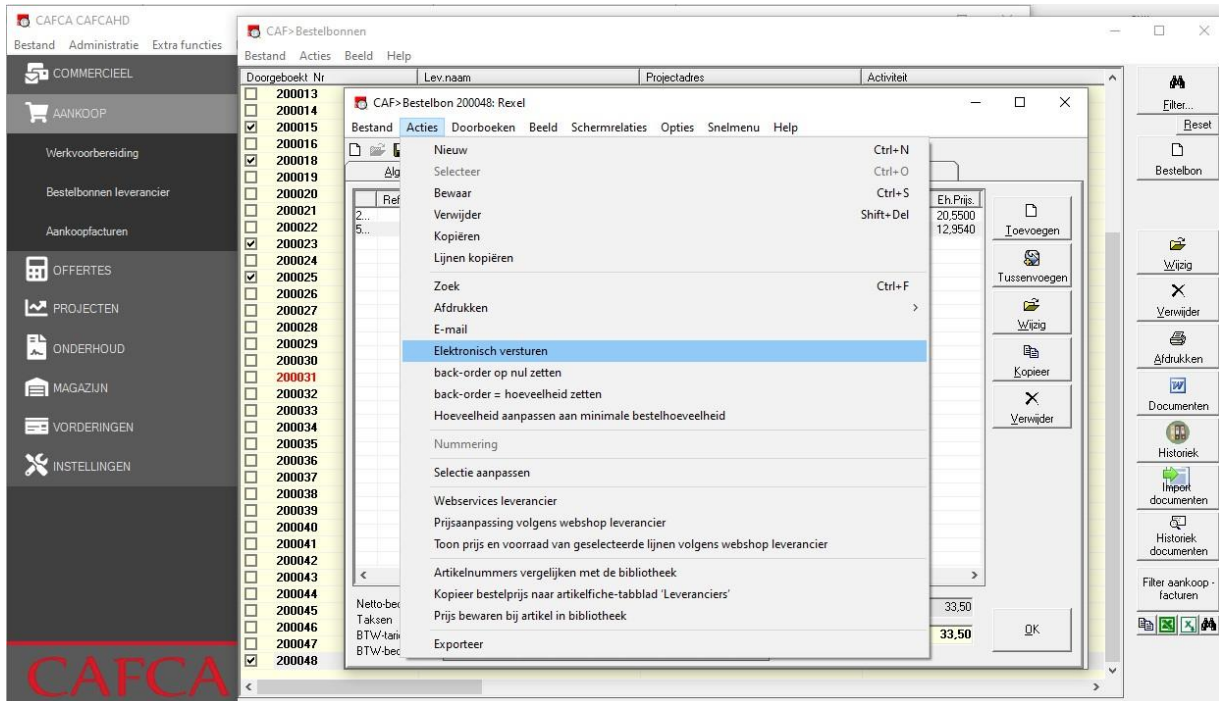 CAFCA CAFCAHD
Bestand Administratie Extra functies
COMMERCIEEL
AANKOOP
Werkvoorbereiding
Bestelbonnen leverancier
Aankoopfacturen
OFFERTES
PROJECTEN
ONDERHOUD
MAGAZIJN
VORDERINGEN
INSTELLINGEN
CAFCA
CAF>Bestelbonnen
Bestand Acties Beeld Help
Doorgeboekt Nr Lev.naam Projectadres Activiteit
200013
200014
200015
200016
200018
200019
200020
200021
200022
200023
200024
200025
200026
200027
200028
200029
200030
200031
200032
200033
200034
200035
200036
200037
200038
200039
200040
200041
200042
200043
200044
200045
200046
200047
200048
CAF>Bestelbon 200048: Rexel
Bestand Acties Doorboeken Beeld Schermrelaties Opties Snelmenu Help
Alg
Ref
2...
5...
Nieuw Ctrl+N
Selecteer Ctrl+O
Bewaar Ctrl+S
Verwijder Shift+Del
Kopiëren
Lijnen kopiëren
Zoek Ctrl+F
Afdrukken
E-mail
Elektronisch versturen
back-order op nul zetten
back-order = hoeveelheid zetten
Hoeveelheid aanpassen aan minimale bestelhoeveelheid
Nummering
Selectie aanpassen
Webservices leverancier
Prijsaanpassing volgens webshop leverancier
Toon prijs en voorraad van geselecteerde lijnen volgens webshop leverancier
Artikelnummers vergelijken met de bibliotheek
Kopieer bestelprijs naar artikelfiche-tabblad 'Leveranciers'
Prijs bewaren bij artikel in bibliotheek
Exporteer
Eh.Prijs.
20,5500
12,9540
Toevoegen
Tussenvoegen
Wijzig
Kopieer
Verwijder
Netto-bec
Taksen
BTW-tari
BTW-bec
33,50
33,50
OK
Filter...
Reset
Bestelbon
Wijzig
Verwijder
Afdrukken
Documenten
Historiek
Import
documenten
Historiek
documenten
Filter aankoop -
facturen